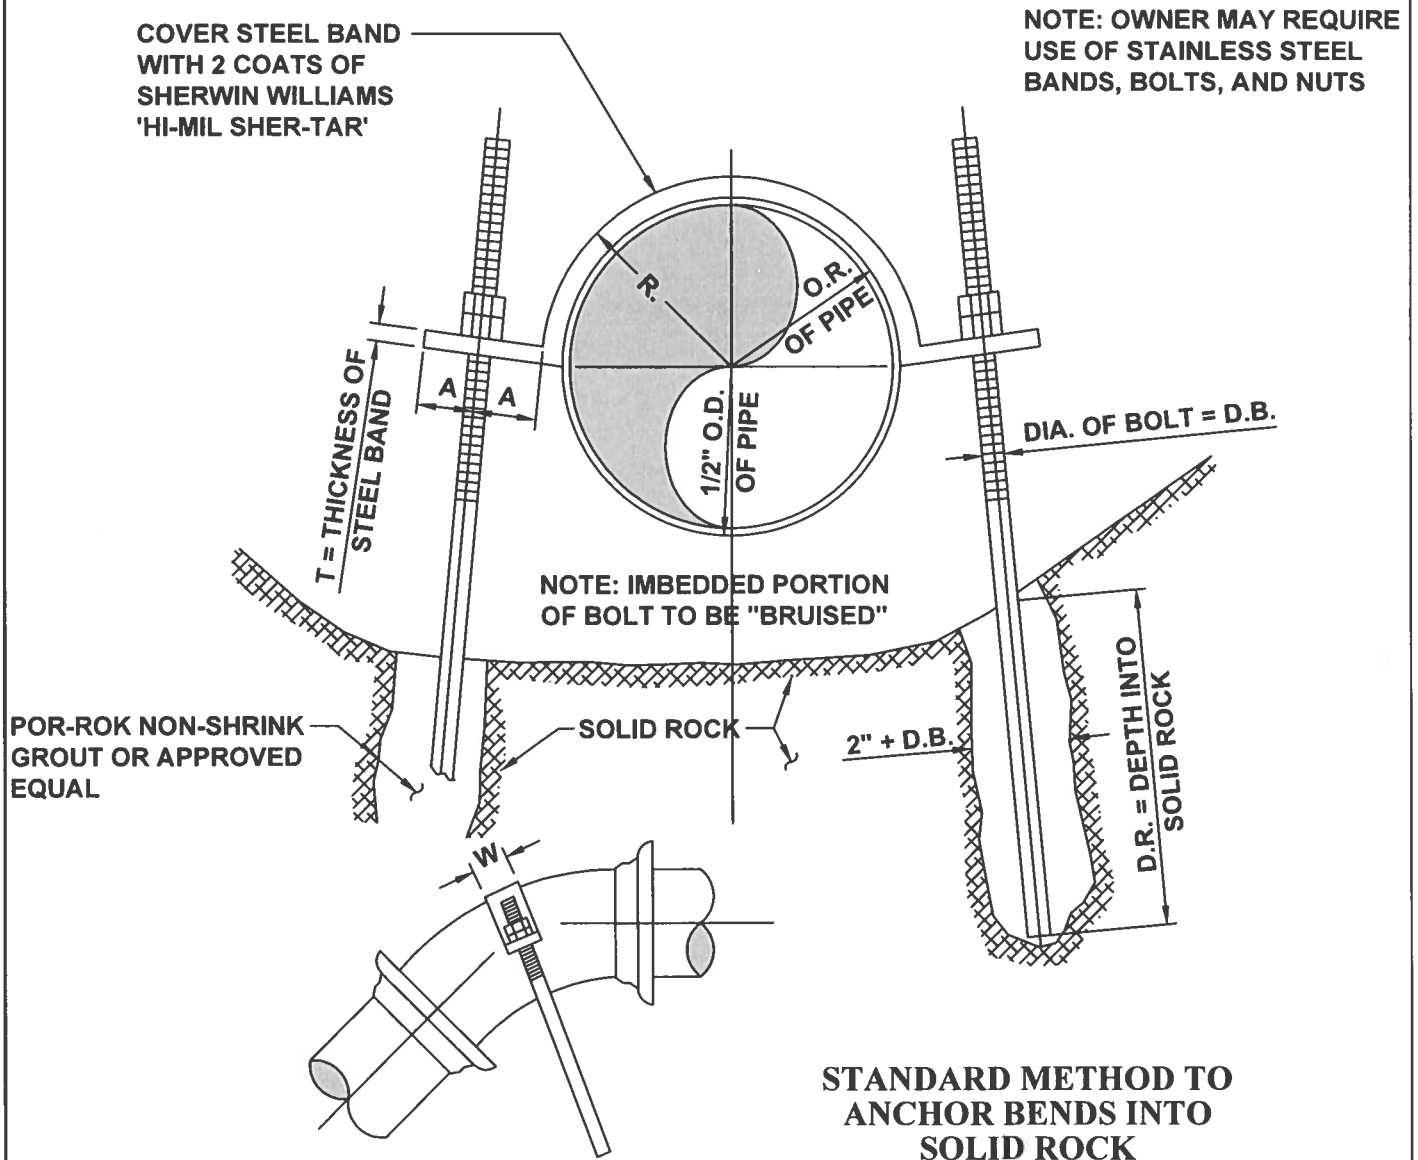 COVER STEEL BAND
WITH 2 COATS OF
SHERWIN WILLIAMS
'HI-MIL SHER-TAR'
NOTE: OWNER MAY REQUIRE
USE OF STAINLESS STEEL
BANDS, BOLTS, AND NUTS
R.
O.R.
OF PIPE
1/2" O.D.
OF PIPE
A
A
T = THICKNESS OF
STEEL BAND
DIA. OF BOLT = D.B.
NOTE: IMBEDDED PORTION
OF BOLT TO BE "BRUISED"
POR-ROK NON-SHRINK
GROUT OR APPROVED
EQUAL
SOLID ROCK
2" + D.B.
D.R. = DEPTH INTO
SOLID ROCK
W
STANDARD METHOD TO
ANCHOR BENDS INTO
SOLID ROCK